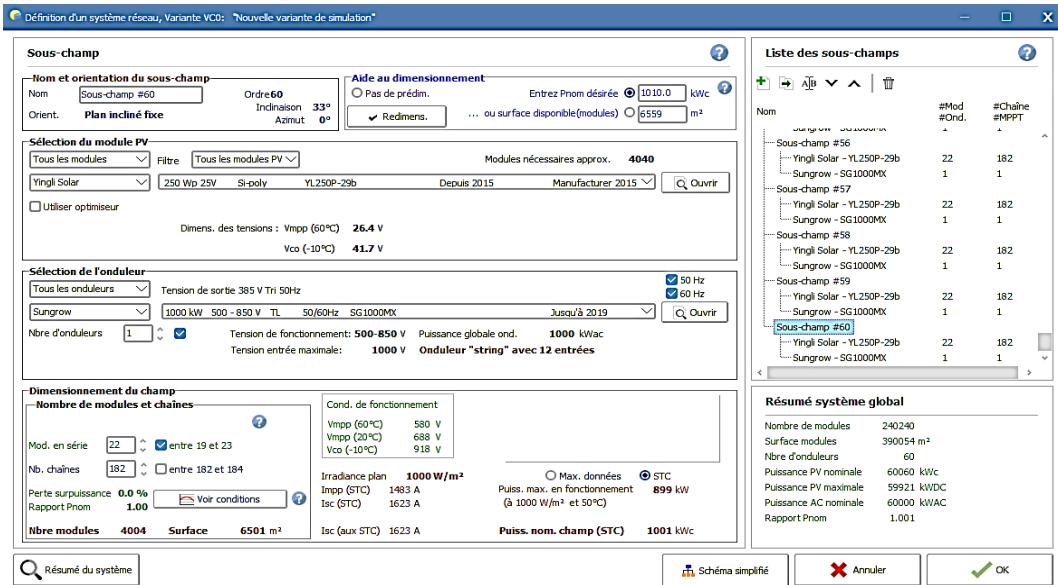 Définition d'un système réseau, Variante VC0: "Nouvelle variante de simulation"
Sous-champ
Nom et orientation du sous-champ
Nom Sous-champ #60 Ordre 60
Inclinaison 33°
Orient. Plan incliné fixe Azimut 0°
Aide au dimensionnement
Pas de prédim. Entrez Pnom désirée 1010.0 kWc
Redimens. ... ou surface disponible(modules) 6559 m²
Sélection du module PV
Tous les modules Filtre Tous les modules PV Modules nécessaires approx. 4040
Yingli Solar 250 Wp 25V Si-poly YL250P-29b Depuis 2015 Manufacturer 2015 Ouvrir
Utiliser optimiseur
Dimens. des tensions : Vmpp (60°C) 26.4 V
Vco (-10°C) 41.7 V
Sélection de l'onduleur
Tous les onduleurs Tension de sortie 385 V Tri 50Hz 50 Hz
60 Hz
Sungrow 1000 kW 500 - 850 V TL 50/60Hz SG1000MX Jusqu'à 2019 Ouvrir
Nbre d'onduleurs 1 Tension de fonctionnement: 500-850 V Puissance globale ond. 1000 kWac
Tension entrée maximale: 1000 V Onduleur "string" avec 12 entrées
Dimensionnement du champ
Nombre de modules et chaînes
Mod. en série 22 entre 19 et 23
Nb. chaînes 182 entre 182 et 184
Perte surpuissance 0.0 %
Rapport Pnom 1.00
Voir conditions
Nbre modules 4004 Surface 6501 m²
Cond. de fonctionnement
Vmpp (60°C) 580 V
Vmpp (20°C) 688 V
Vco (-10°C) 918 V
Irradiance plan 1000 W/m²
Impp (STC) 1483 A
Isc (STC) 1623 A
Isc (aux STC) 1623 A
Max. données STC
Puiss. max. en fonctionnement 899 kW
(à 1000 W/m² et 50°C)
Puiss. nom. champ (STC) 1001 kWc
Liste des sous-champs
Nom #Mod #Chaîne
#Ond. #MPPT
Sous-champ #56
Yingli Solar - YL250P-29b 22 182
Sungrow - SG1000MX 1 1
Sous-champ #57
Yingli Solar - YL250P-29b 22 182
Sungrow - SG1000MX 1 1
Sous-champ #58
Yingli Solar - YL250P-29b 22 182
Sungrow - SG1000MX 1 1
Sous-champ #59
Yingli Solar - YL250P-29b 22 182
Sungrow - SG1000MX 1 1
Sous-champ #60
Yingli Solar - YL250P-29b 22 182
Sungrow - SG1000MX 1 1
Résumé système global
Nombre de modules 240240
Surface modules 390054 m²
Nbre d'onduleurs 60
Puissance PV nominale 60060 kWc
Puissance PV maximale 59921 kWDC
Puissance AC nominale 60000 kWAC
Rapport Pnom 1.001
Résumé du système
Schéma simplifié
Annuler
OK